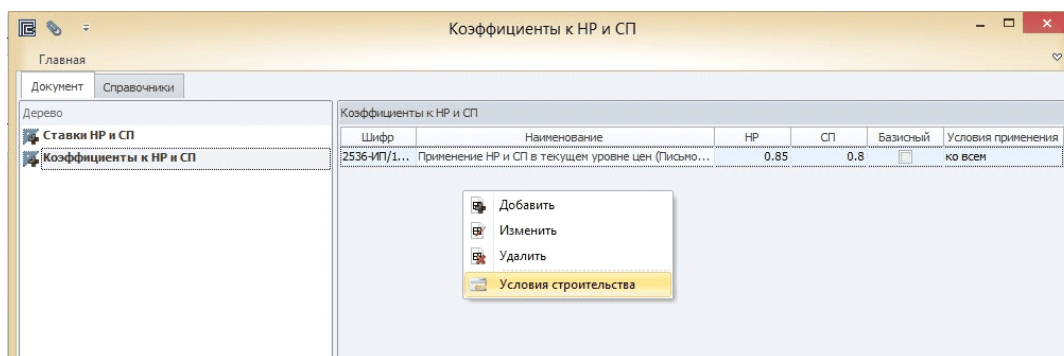 Коэффициенты к НР и СП
Главная
Документ Справочники
Дерево
Ставки НР и СП
Коэффициенты к НР и СП
Коэффициенты к НР и СП
Шифр Наименование НР СП Базисный Условия применения
2536-ИП/1... Применение НР и СП в текущем уровне цен (Письмо... 0.85 0.8 ко всем
Добавить
Изменить
Удалить
Условия строительства